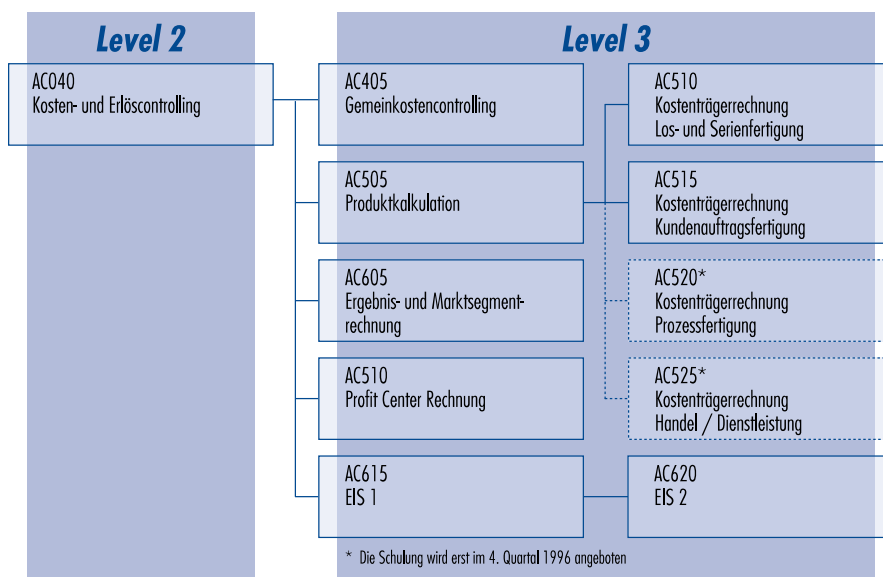 Level 2
Level 3
AC040
Kosten- und Erlöscontrolling
AC405
Gemeinkostencontrolling
AC510
Kostenträgerrechnung
Los- und Serienfertigung
AC505
Produktkalkulation
AC515
Kostenträgerrechnung
Kundenauftragsfertigung
AC605
Ergebnis- und Marktsegment-
rechnung
AC520*
Kostenträgerrechnung
Prozessfertigung
AC510
Profit Center Rechnung
AC525*
Kostenträgerrechnung
Handel / Dienstleistung
AC615
EIS 1
AC620
EIS 2
* Die Schulung wird erst im 4. Quartal 1996 angeboten